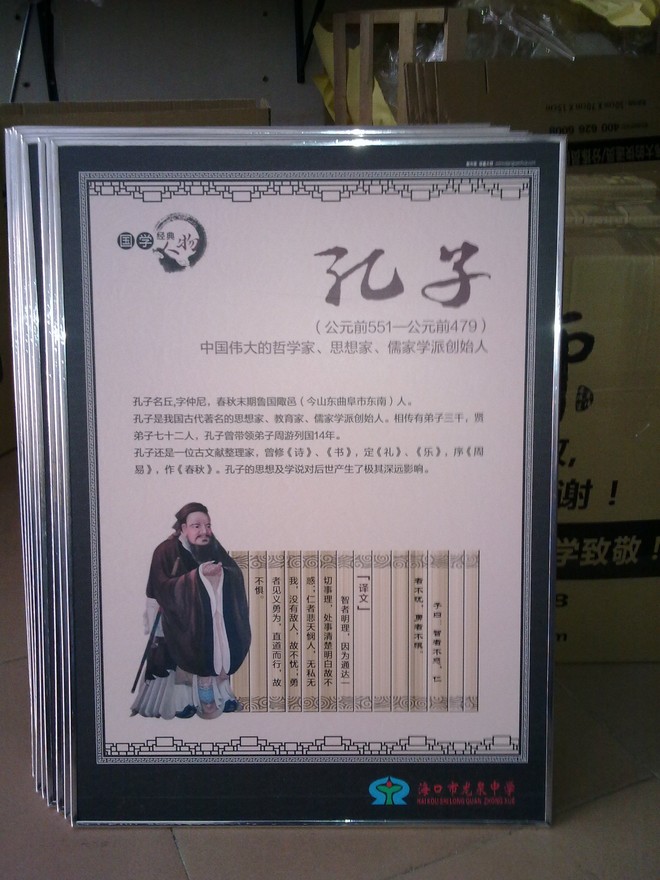 国学
经典
人物
孔子
（公元前551—公元前479）
中国伟大的哲学家、思想家、儒家学派创始人
孔子名丘,字仲尼，春秋末期鲁国陬邑（今山东曲阜市东南）人。
孔子是我国古代著名的思想家、教育家、儒家学派创始人。相传有弟子三千，贤
弟子七十二人，孔子曾带领弟子周游列国14年。
孔子还是一位古文献整理家，曾修《诗》、《书》，定《礼》、《乐》，序《周
易》，作《春秋》。孔子的思想及学说对后世产生了极其深远影响。
子曰：智者不惑，仁
者不忧，勇者不惧。
「译文」
智者明理，因为通达一
切事理，处事清楚明白故不
惑；仁者悲天悯人，无私无
我，没有敌人，故不忧；勇
者见义勇为，直道而行，故
不惧。
海口市龙泉中学
HAI KOU SHI LONG QUAN ZHONG XUE
400 626 6008
谢！
学致敬！
8
m